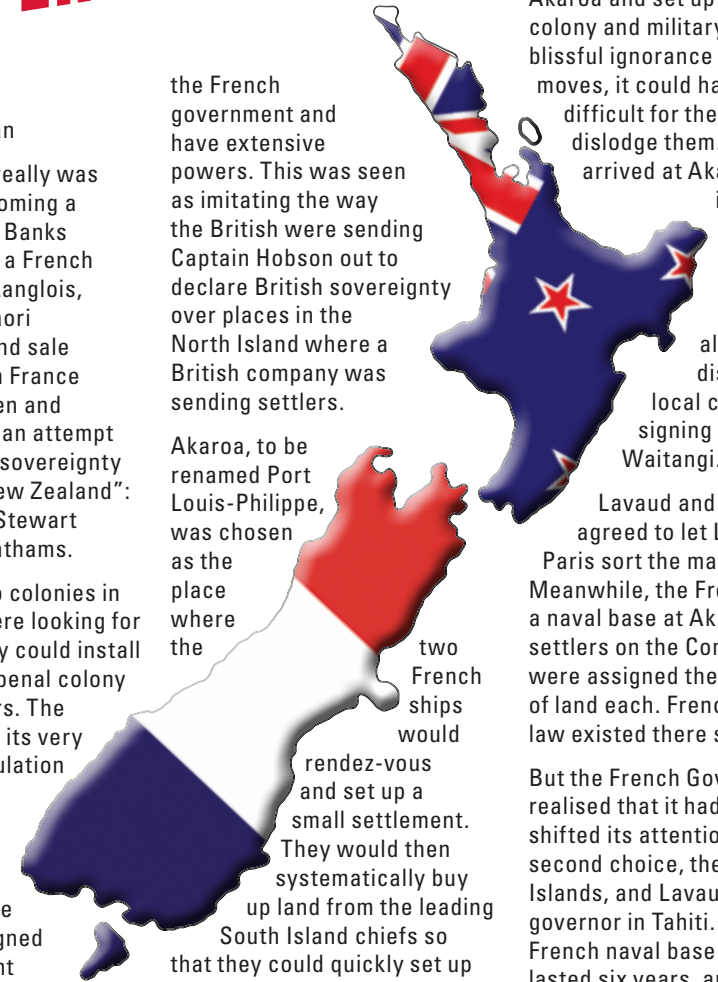 an
really was
oming a
Banks
a French
anglois,
ori
nd sale
France
en and
an attempt
sovereignty
ew Zealand”:
Stewart
athams.
colonies in
ere looking for
y could install
penal colony
rs. The
its very
ulation
e
gned
nt
the French
government and
have extensive
powers. This was seen
as imitating the way
the British were sending
Captain Hobson out to
declare British sovereignty
over places in the
North Island where a
British company was
sending settlers.
Akaroa, to be
renamed Port
Louis-Philippe,
was chosen
as the
place
where
the
two
French
ships
would
rendez-vous
and set up a
small settlement.
They would then
systematically buy
up land from the leading
South Island chiefs so
that they could quickly set up
Akaroa and set up
colony and military
blissful ignorance
moves, it could ha
difficult for the
dislodge them.
arrived at Aka
i
al
dis
local c
signing
Waitangi.
Lavaud and
agreed to let L
Paris sort the ma
Meanwhile, the Fre
a naval base at Ak
settlers on the Com
were assigned the
of land each. Frenc
law existed there s
But the French Gov
realised that it had
shifted its attentio
second choice, the
Islands, and Lavau
governor in Tahiti.
French naval base
lasted six years, an